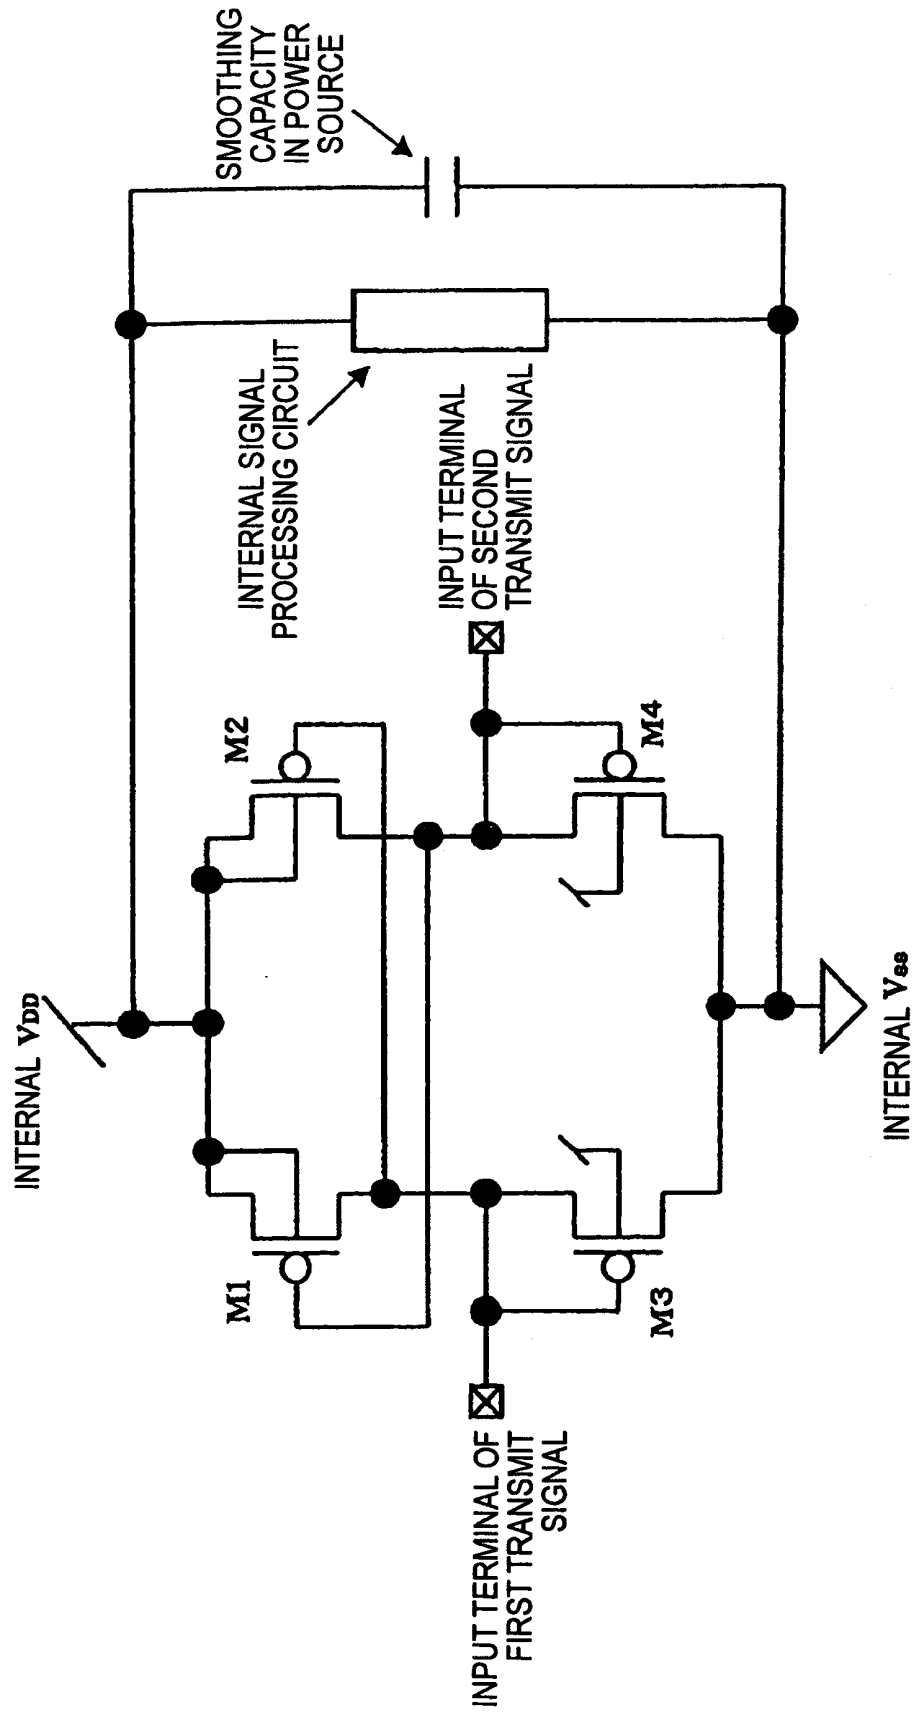 INTERNAL VDD
M1
M2
INPUT TERMINAL OF
FIRST TRANSMIT
SIGNAL
M3
M4
INPUT TERMINAL
OF SECOND
TRANSMIT SIGNAL
INTERNAL SIGNAL
PROCESSING CIRCUIT
SMOOTHING
CAPACITY
IN POWER
SOURCE
INTERNAL Vss